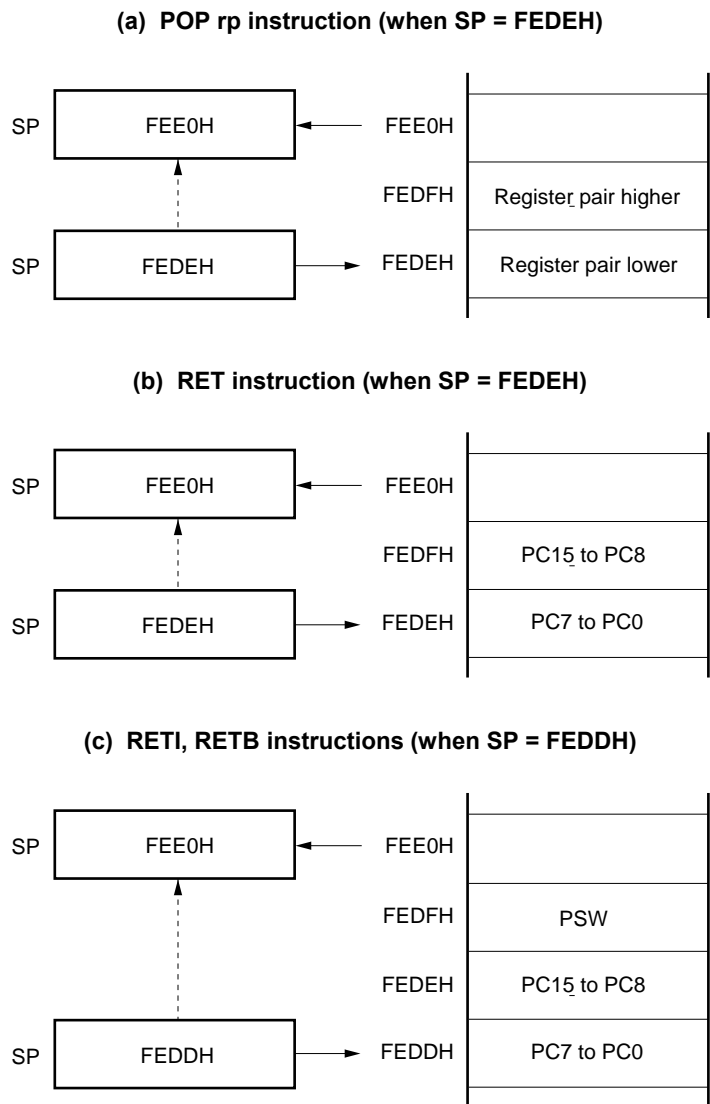 (a) POP rp instruction (when SP = FEDEH)
SP FEE0H FEE0H
FEDFH Register pair higher
SP FEDEH FEDEH Register pair lower
(b) RET instruction (when SP = FEDEH)
SP FEE0H FEE0H
FEDFH PC15 to PC8
SP FEDEH FEDEH PC7 to PC0
(c) RETI, RETB instructions (when SP = FEDDH)
SP FEE0H FEE0H
FEDFH PSW
FEDEH PC15 to PC8
SP FEDDH FEDDH PC7 to PC0